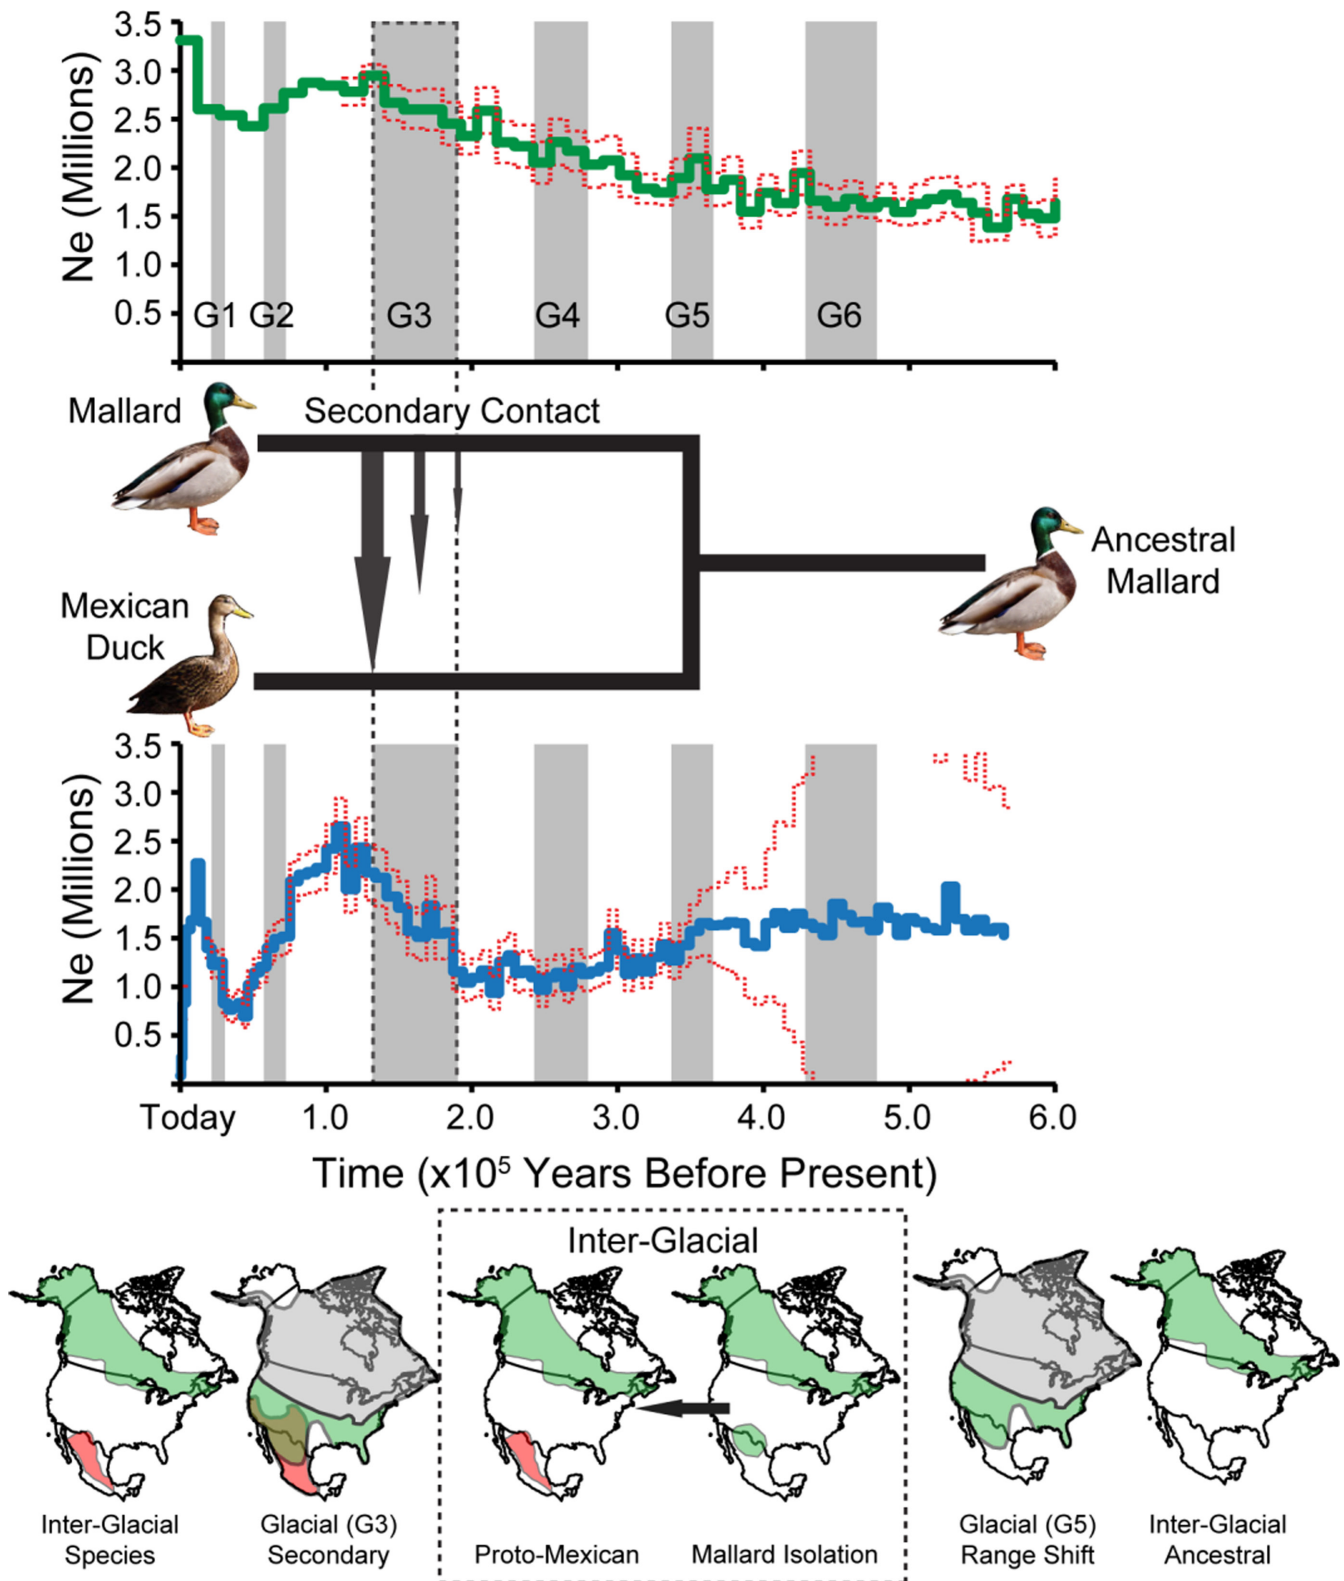 3.5
3.0
2.5
2.0
1.5
1.0
0.5
Ne (Millions)
G1 G2 G3 G4 G5 G6
Mallard
Secondary Contact
Ancestral
Mallard
Mexican
Duck
3.5
3.0
2.5
2.0
1.5
1.0
0.5
Ne (Millions)
Today 1.0 2.0 3.0 4.0 5.0 6.0
Time (x10⁵ Years Before Present)
Inter-Glacial
Inter-Glacial
Species
Glacial (G3)
Secondary
Proto-Mexican
Mallard Isolation
Glacial (G5)
Range Shift
Inter-Glacial
Ancestral